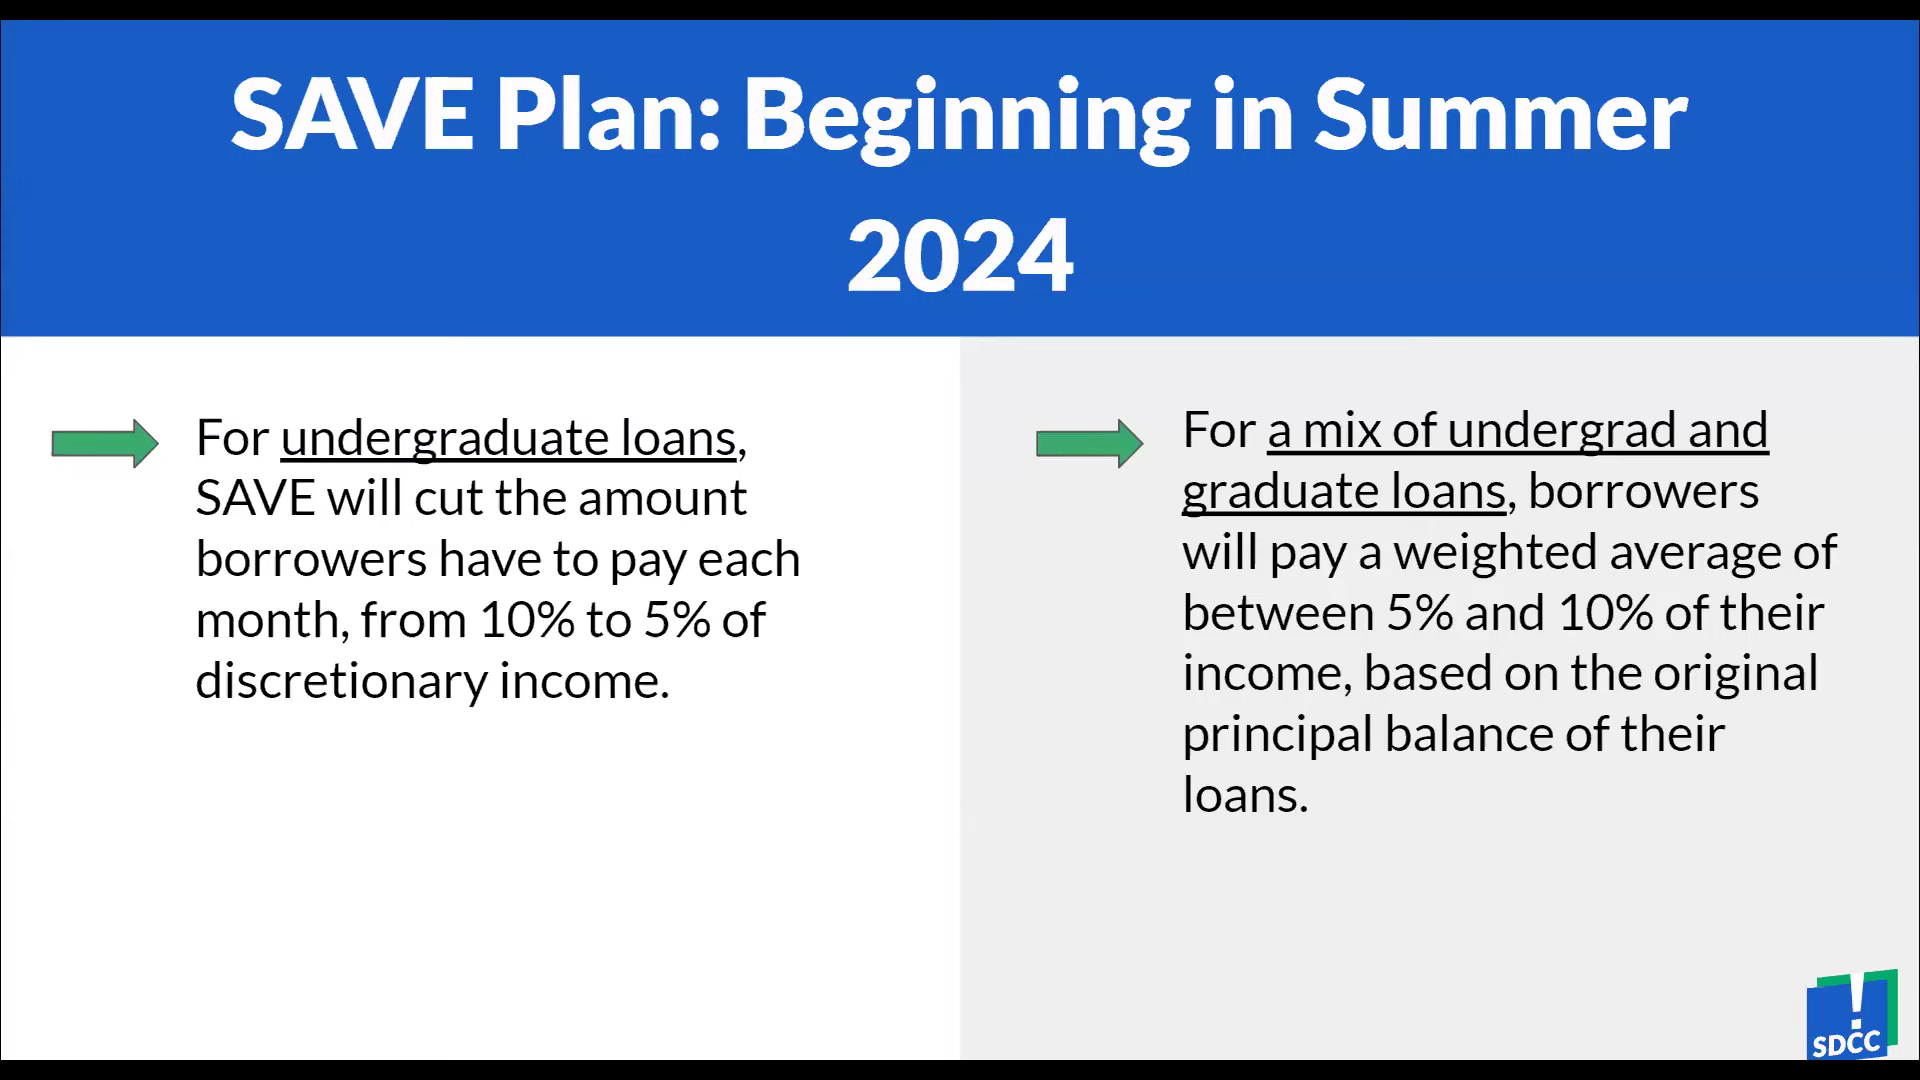 SAVE Plan: Beginning in Summer
2024
For undergraduate loans,
SAVE will cut the amount
borrowers have to pay each
month, from 10% to 5% of
discretionary income.
For a mix of undergrad and
graduate loans, borrowers
will pay a weighted average of
between 5% and 10% of their
income, based on the original
principal balance of their
loans.
!
SDCC